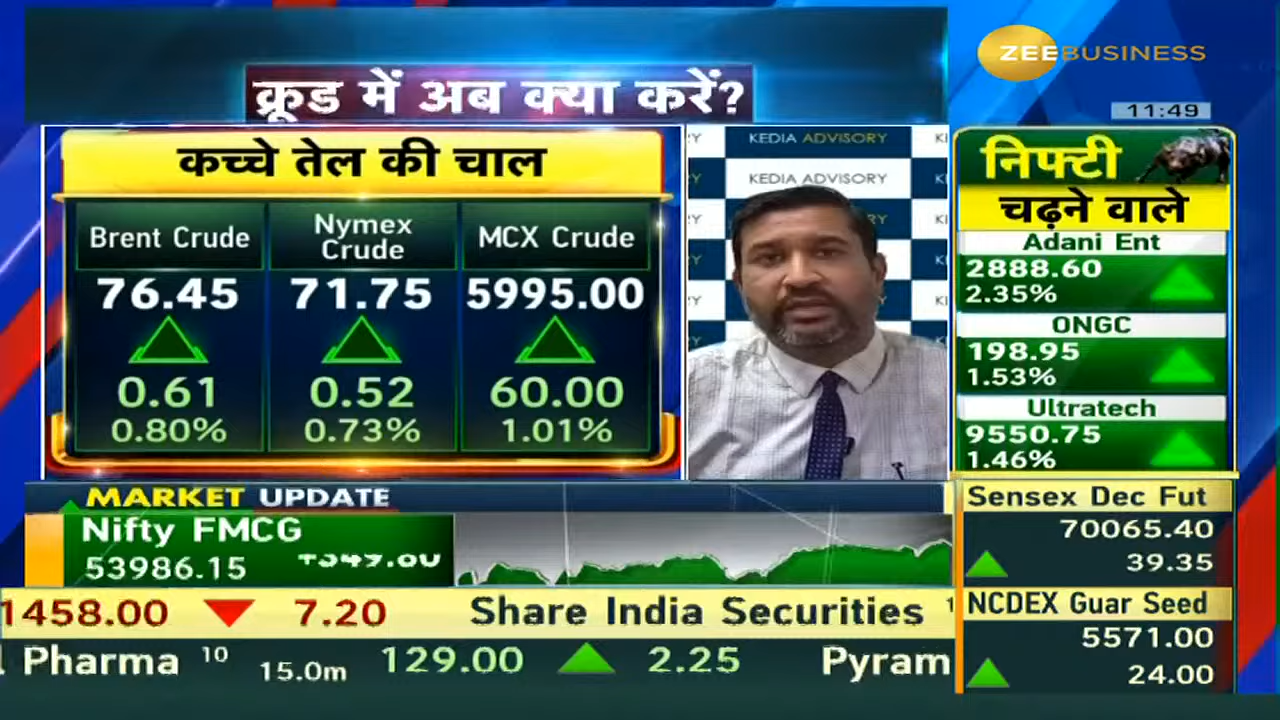 ZEEBUSINESS
11:49
क्रूड में अब क्या करें?
कच्चे तेल की चाल
Brent Crude
76.45
0.61
0.80%
Nymex
Crude
71.75
0.52
0.73%
MCX Crude
5995.00
60.00
1.01%
KEDIA ADVISORY
KEDIA ADVISORY
निफ्टी
चढ़ने वाले
Adani Ent
2888.60
2.35%
ONGC
198.95
1.53%
Ultratech
9550.75
1.46%
MARKET UPDATE
Nifty FMCG
53986.15
Sensex Dec Fut
70065.40
39.35
NCDEX Guar Seed
5571.00
24.00
1458.00 7.20 Share India Securities
Pharma 10 15.0m 129.00 2.25 Pyram